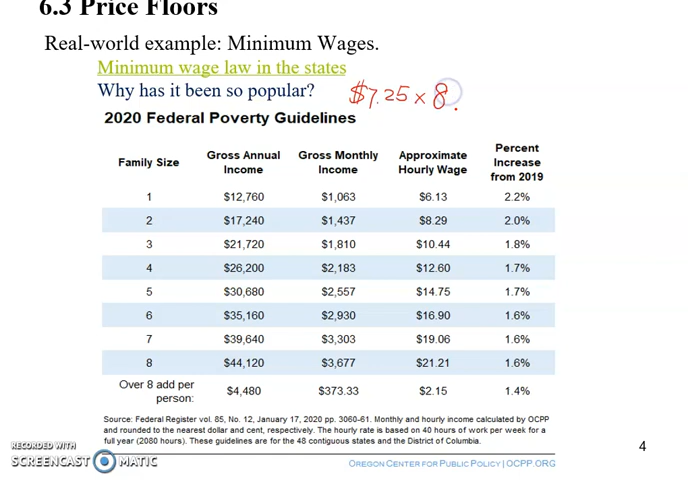 6.3 Price Floors
Real-world example: Minimum Wages.
Minimum wage law in the states
Why has it been so popular?
$7.25 × 8.
2020 Federal Poverty Guidelines
Family Size Gross Annual Income Gross Monthly Income Approximate Hourly Wage Percent Increase from 2019
1 $12,760 $1,063 $6.13 2.2%
2 $17,240 $1,437 $8.29 2.0%
3 $21,720 $1,810 $10.44 1.8%
4 $26,200 $2,183 $12.60 1.7%
5 $30,680 $2,557 $14.75 1.7%
6 $35,160 $2,930 $16.90 1.6%
7 $39,640 $3,303 $19.06 1.6%
8 $44,120 $3,677 $21.21 1.6%
Over 8 add per person: $4,480 $373.33 $2.15 1.4%
Source: Federal Register vol. 85, No. 12, January 17, 2020 pp. 3060-61. Monthly and hourly income calculated by OCPP
and rounded to the nearest dollar and cent, respectively. The hourly rate is based on 40 hours of work per week for a
full year (2080 hours). These guidelines are for the 48 contiguous states and the District of Columbia.
OREGON CENTER FOR PUBLIC POLICY | OCPP.ORG
4
RECORDED WITH
SCREENCAST MATIC